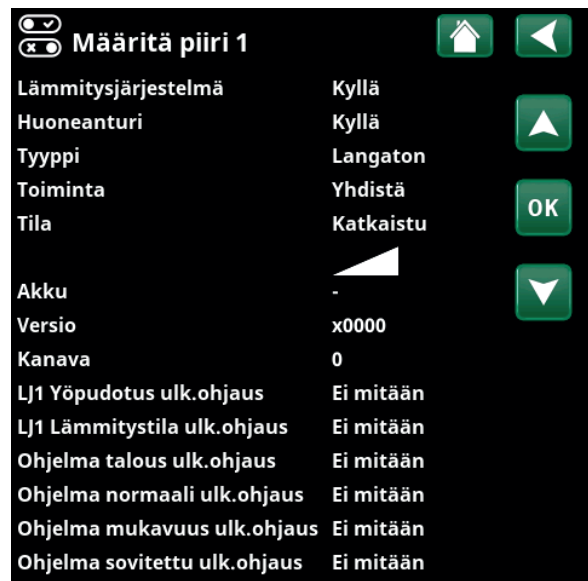 Määritä piiri 1
Lämmitysjärjestelmä Kyllä
Huoneanturi Kyllä
Tyyppi Langaton
Toiminta Yhdistä
Tila Katkaistu
OK
Akku -
Versio x0000
Kanava 0
LJ1 Yöpudotus ulk.ohjaus Ei mitään
LJ1 Lämmitystila ulk.ohjaus Ei mitään
Ohjelma talous ulk.ohjaus Ei mitään
Ohjelma normaali ulk.ohjaus Ei mitään
Ohjelma mukavuus ulk.ohjaus Ei mitään
Ohjelma sovitettu ulk.ohjaus Ei mitään